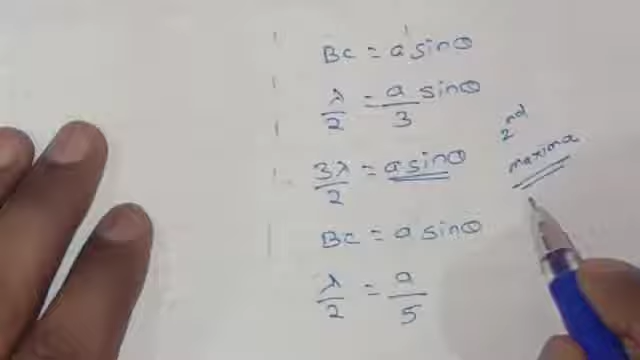 BC = a sinθ
λ/2 = a/3 sinθ
3λ/2 = a sinθ
2nd maxima
BC = a sinθ
λ/2 = a/5